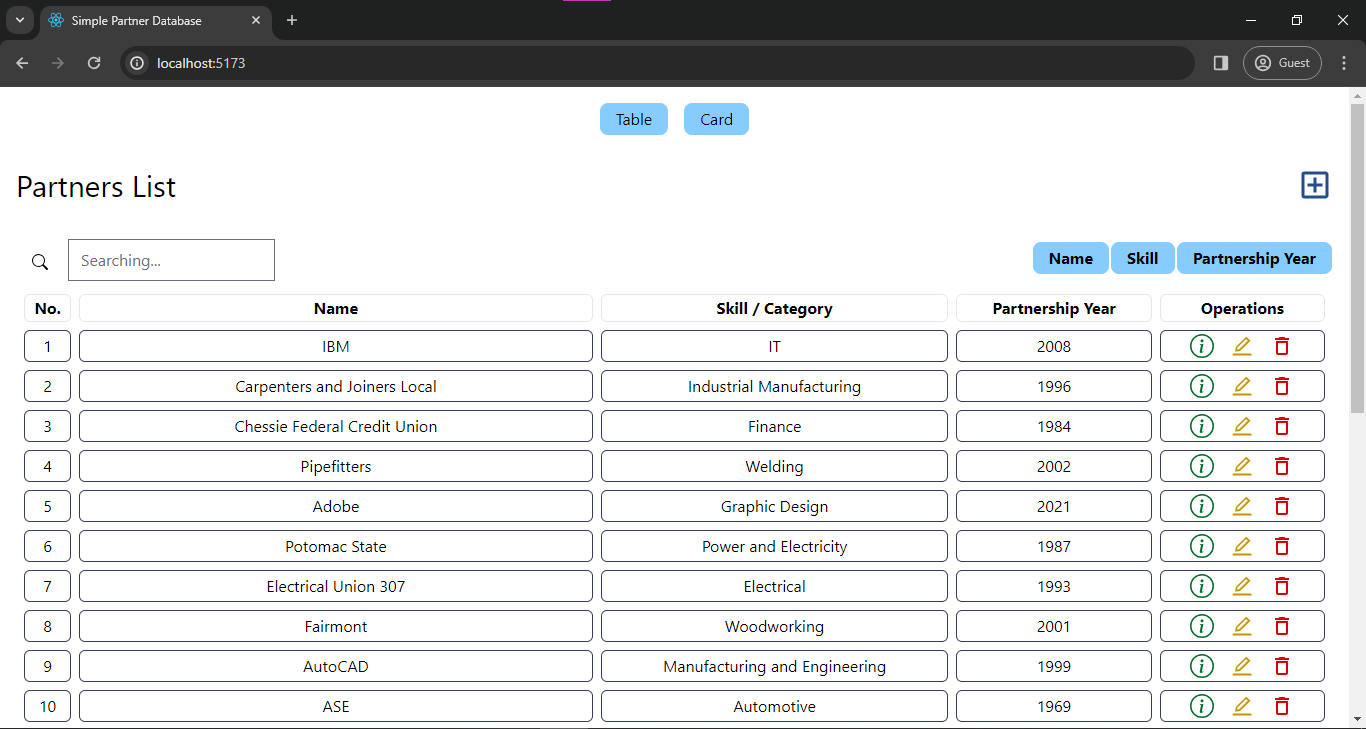 Simple Partner Database
localhost:5173
Guest
Table Card
Partners List
Searching...
Name Skill Partnership Year
No. Name Skill / Category Partnership Year Operations
1 IBM IT 2008
2 Carpenters and Joiners Local Industrial Manufacturing 1996
3 Chessie Federal Credit Union Finance 1984
4 Pipefitters Welding 2002
5 Adobe Graphic Design 2021
6 Potomac State Power and Electricity 1987
7 Electrical Union 307 Electrical 1993
8 Fairmont Woodworking 2001
9 AutoCAD Manufacturing and Engineering 1999
10 ASE Automotive 1969